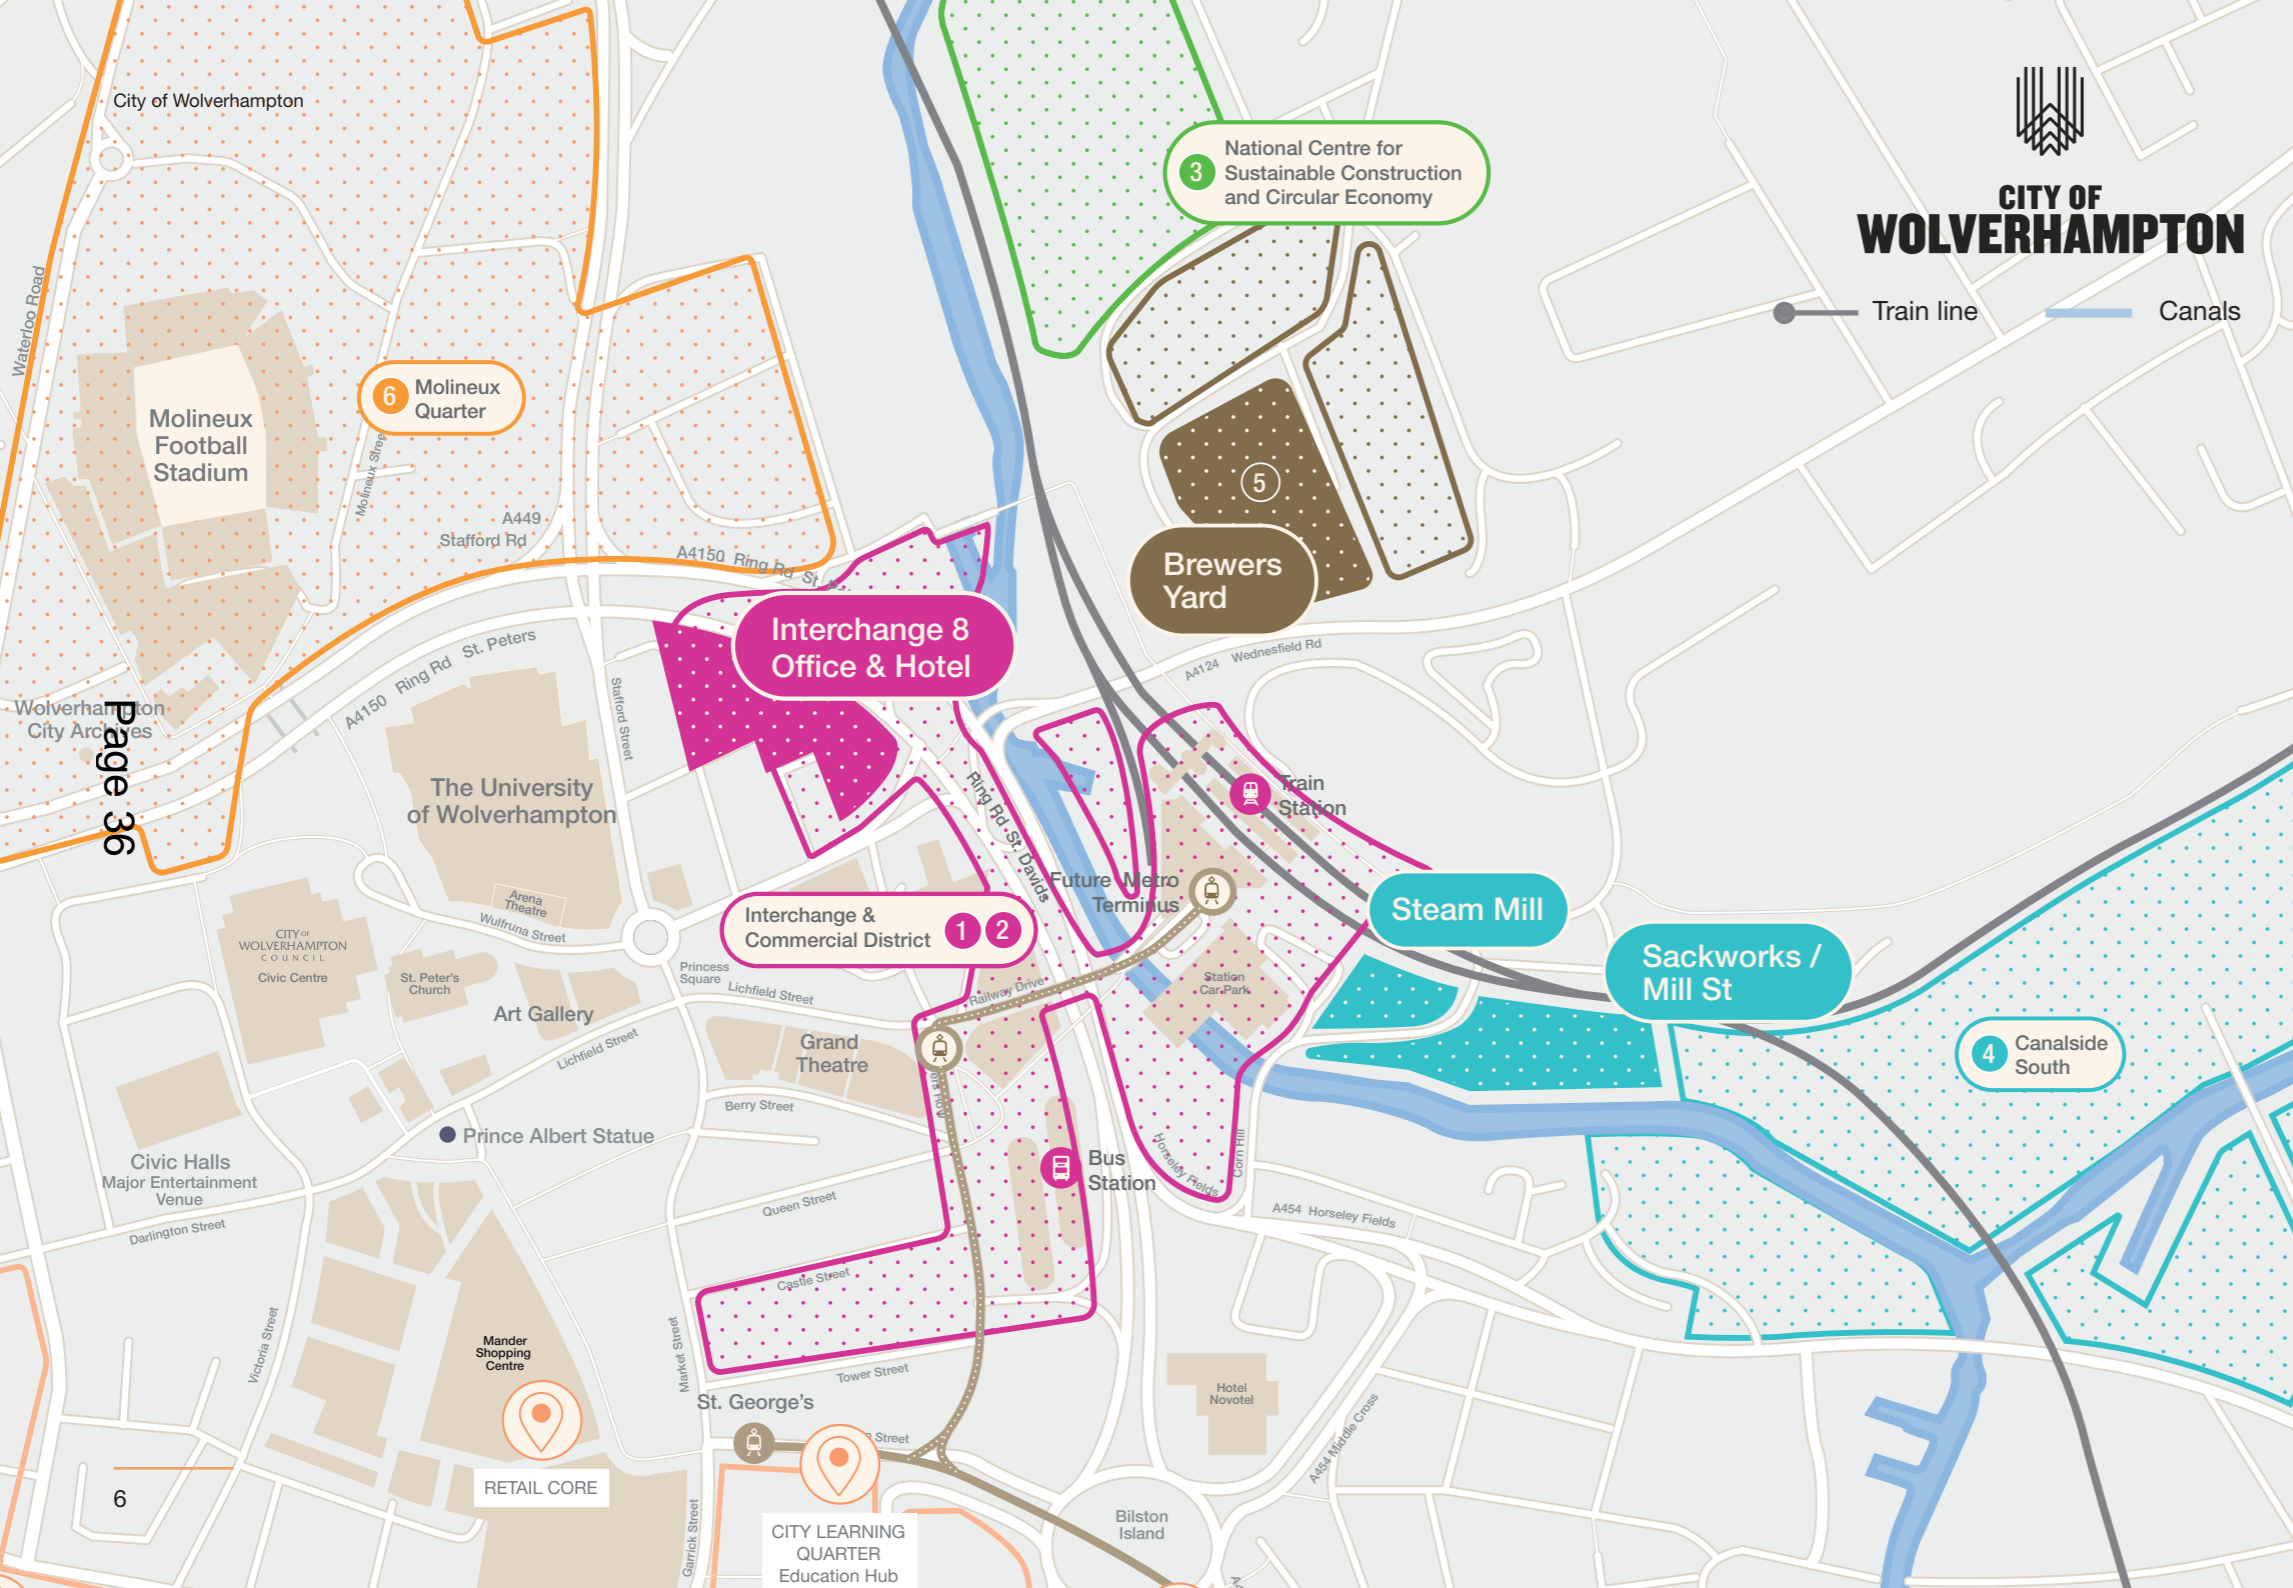 City of Wolverhampton
3
National Centre for
Sustainable Construction
and Circular Economy
CITY OF
WOLVERHAMPTON
Train line
Canals
Waterloo Road
6
Molineux
Quarter
Molineux
Football
Stadium
A449
Stafford Rd
A4150 Ring Rd St.
5
Brewers
Yard
Interchange 8
Office & Hotel
A4150 Ring Rd St. Peters
Stafford Street
A4124 Wednesfield Rd
Wolverhampton
City Archives
Page 36
The University
of Wolverhampton
Train
Station
Ring Rd St. Davids
Future Metro
Terminus
Arena
Theatre
Wulfruna Street
Interchange &
Commercial District
1
2
Steam Mill
Sackworks /
Mill St
CITY OF
WOLVERHAMPTON
COUNCIL
Civic Centre
St. Peter's
Church
Princess
Square
Lichfield Street
Railway Drive
Station
Car Park
Art Gallery
Lichfield Street
Grand
Theatre
4
Canalside
South
Berry Street
Prince Albert Statue
Bus
Station
Horseley Fields
Corn Hill
Civic Halls
Major Entertainment
Venue
Darlington Street
Queen Street
A454 Horseley Fields
Castle Street
Victoria Street
Mander
Shopping
Centre
Market Street
Tower Street
St. George's
Street
Hotel
Novotel
A454 Middle Cross
6
RETAIL CORE
Garrick Street
CITY LEARNING
QUARTER
Education Hub
Bilston
Island